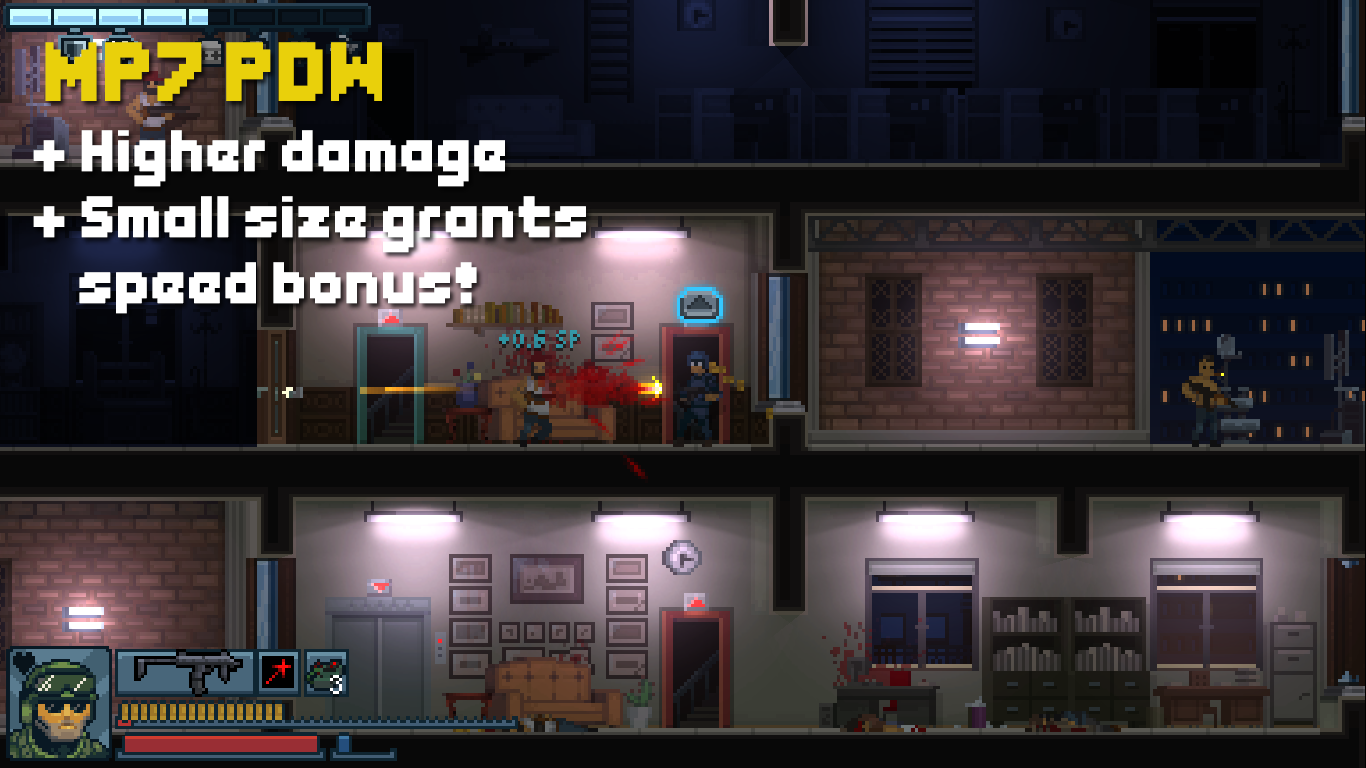 MP7 PDW
+ Higher damage
+ Small size grants
speed bonus!
+0.6 SP
3